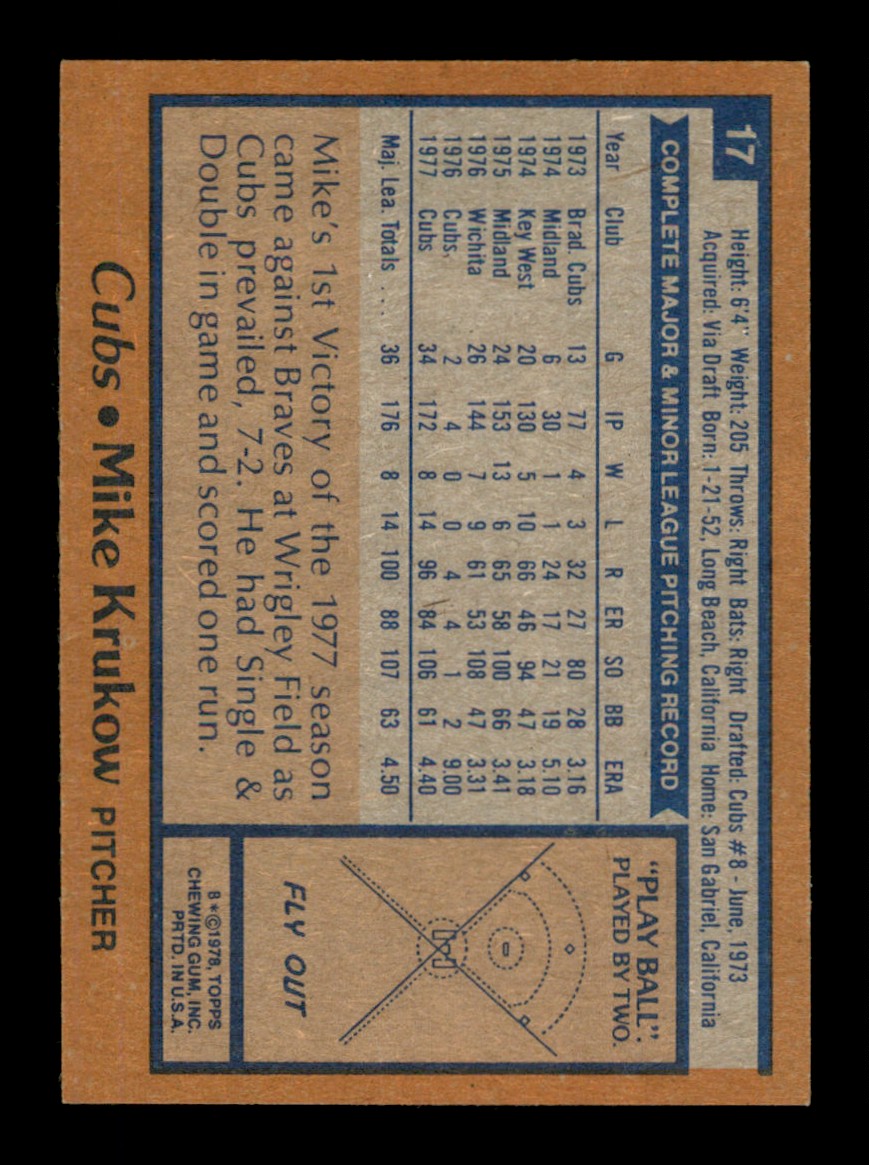 17
Height: 6'4" Weight: 205 Throws: Right Bats: Right Drafted: Cubs #8 - June, 1973
Acquired: Via Draft Born: 1-21-52, Long Beach, California Home: San Gabriel, California
COMPLETE MAJOR & MINOR LEAGUE PITCHING RECORD
Year Club G IP W L R ER SO BB ERA
1973 Brad. Cubs 13 77 4 3 32 27 80 28 3.16
1974 Midland 6 30 1 1 24 17 21 19 5.10
1974 Key West 20 130 5 10 66 46 94 47 3.18
1975 Midland 24 153 13 6 65 58 100 66 3.41
1976 Wichita 26 144 7 9 61 53 108 47 3.31
1976 Cubs. 2 4 0 0 4 4 1 2 9.00
1977 Cubs 34 172 8 14 96 84 106 61 4.40
Maj. Lea. Totals .... 36 176 8 14 100 88 107 63 4.50
Mike's 1st Victory of the 1977 season
came against Braves at Wrigley Field as
Cubs prevailed, 7-2. He had Single &
Double in game and scored one run.
"PLAY BALL".
PLAYED BY TWO.
FLY OUT
8*©1978, TOPPS
CHEWING GUM, INC.
PRTD. IN U.S.A.
Cubs • Mike Krukow PITCHER